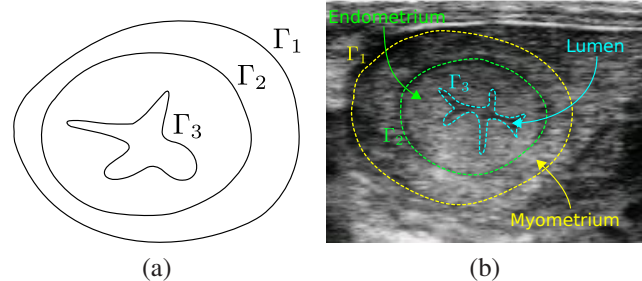 Γ1
Γ2
Γ3
(a)
Endometrium
Lumen
Γ1
Γ3
Γ2
Myometrium
(b)